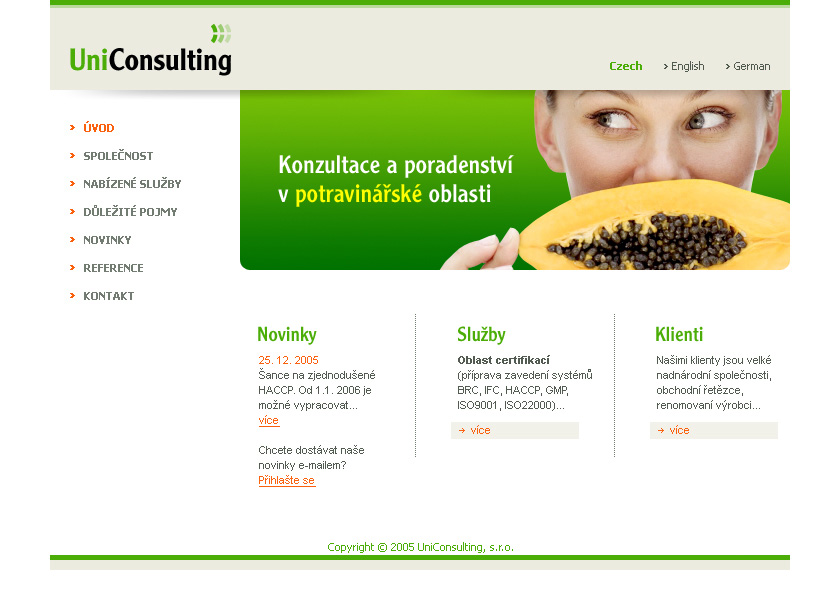 UniConsulting
Czech
English
German
ÚVOD
SPOLEČNOST
NABÍZENÉ SLUŽBY
DŮLEŽITÉ POJMY
NOVINKY
REFERENCE
KONTAKT
Konzultace a poradenství
v potravinářské oblasti
Novinky
25. 12. 2005
Šance na zjednodušené
HACCP. Od 1.1. 2006 je
možné vypracovat...
více
Chcete dostávat naše
novinky e-mailem?
Přihlašte se
Služby
Oblast certifikací
(příprava zavedení systémů
BRC, IFC, HACCP, GMP,
ISO9001, ISO22000)...
více
Klienti
Našimi klienty jsou velké
nadnárodní společnosti,
obchodní řetězce,
renomovaní výrobci...
více
Copyright © 2005 UniConsulting, s.r.o.